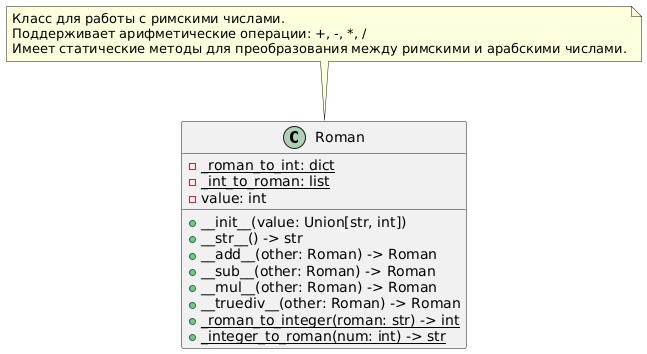 Класс для работы с римскими числами.
Поддерживает арифметические операции: +, -, *, /
Имеет статические методы для преобразования между римскими и арабскими числами.
C Roman
_roman_to_int: dict
_int_to_roman: list
value: int
__init__(value: Union[str, int])
__str__() -> str
__add__(other: Roman) -> Roman
__sub__(other: Roman) -> Roman
__mul__(other: Roman) -> Roman
__truediv__(other: Roman) -> Roman
_roman_to_integer(roman: str) -> int
_integer_to_roman(num: int) -> str